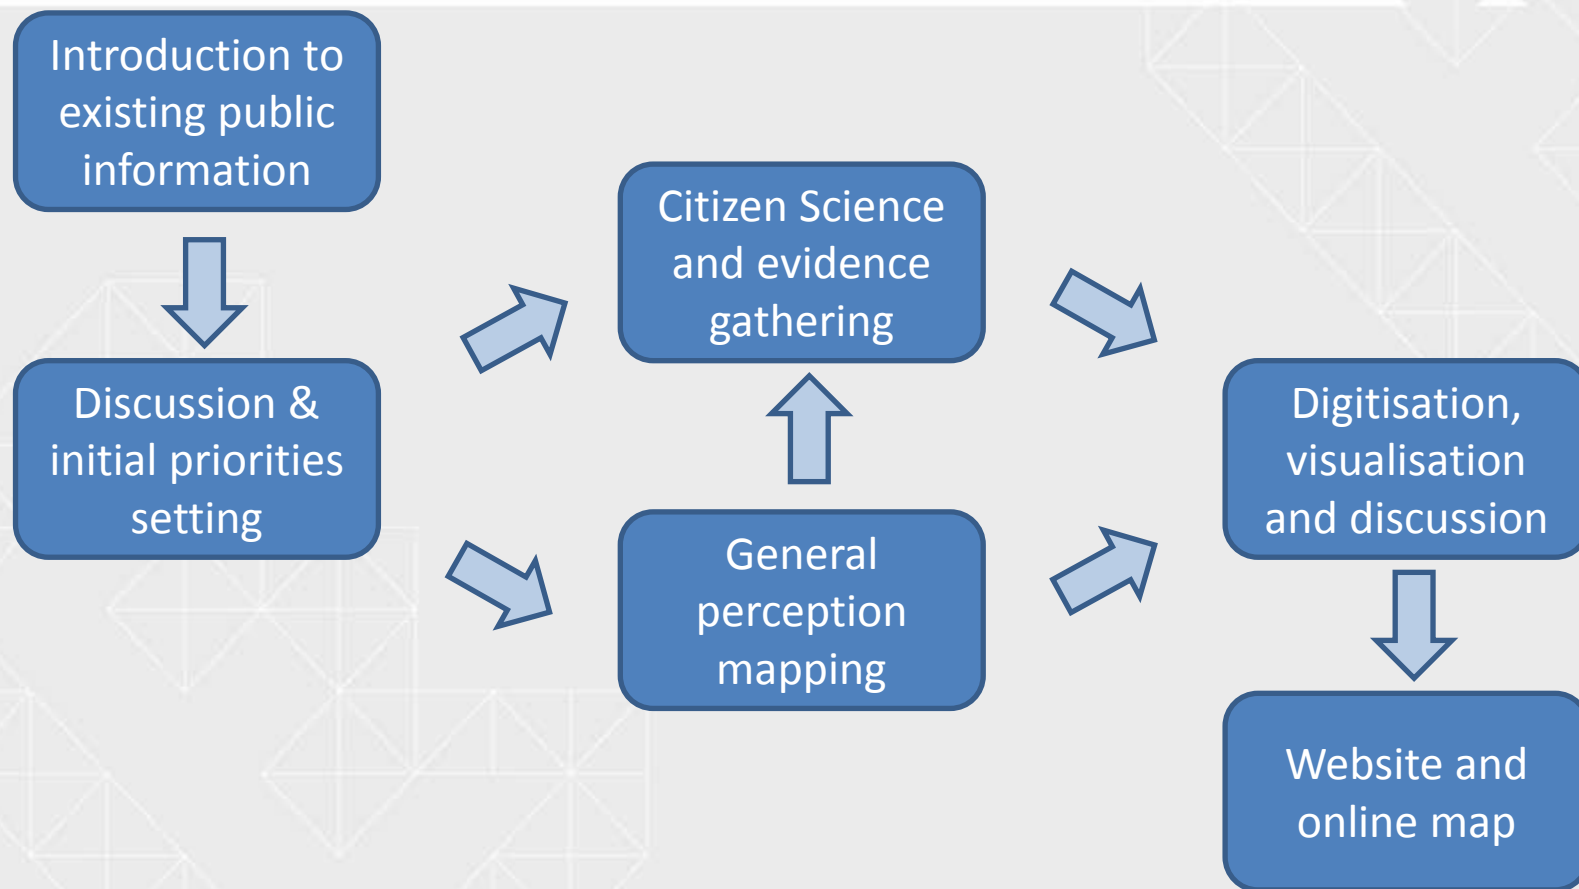 Introduction to
existing public
information
Discussion &
initial priorities
setting
Citizen Science
and evidence
gathering
General
perception
mapping
Digitisation,
visualisation
and discussion
Website and
online map